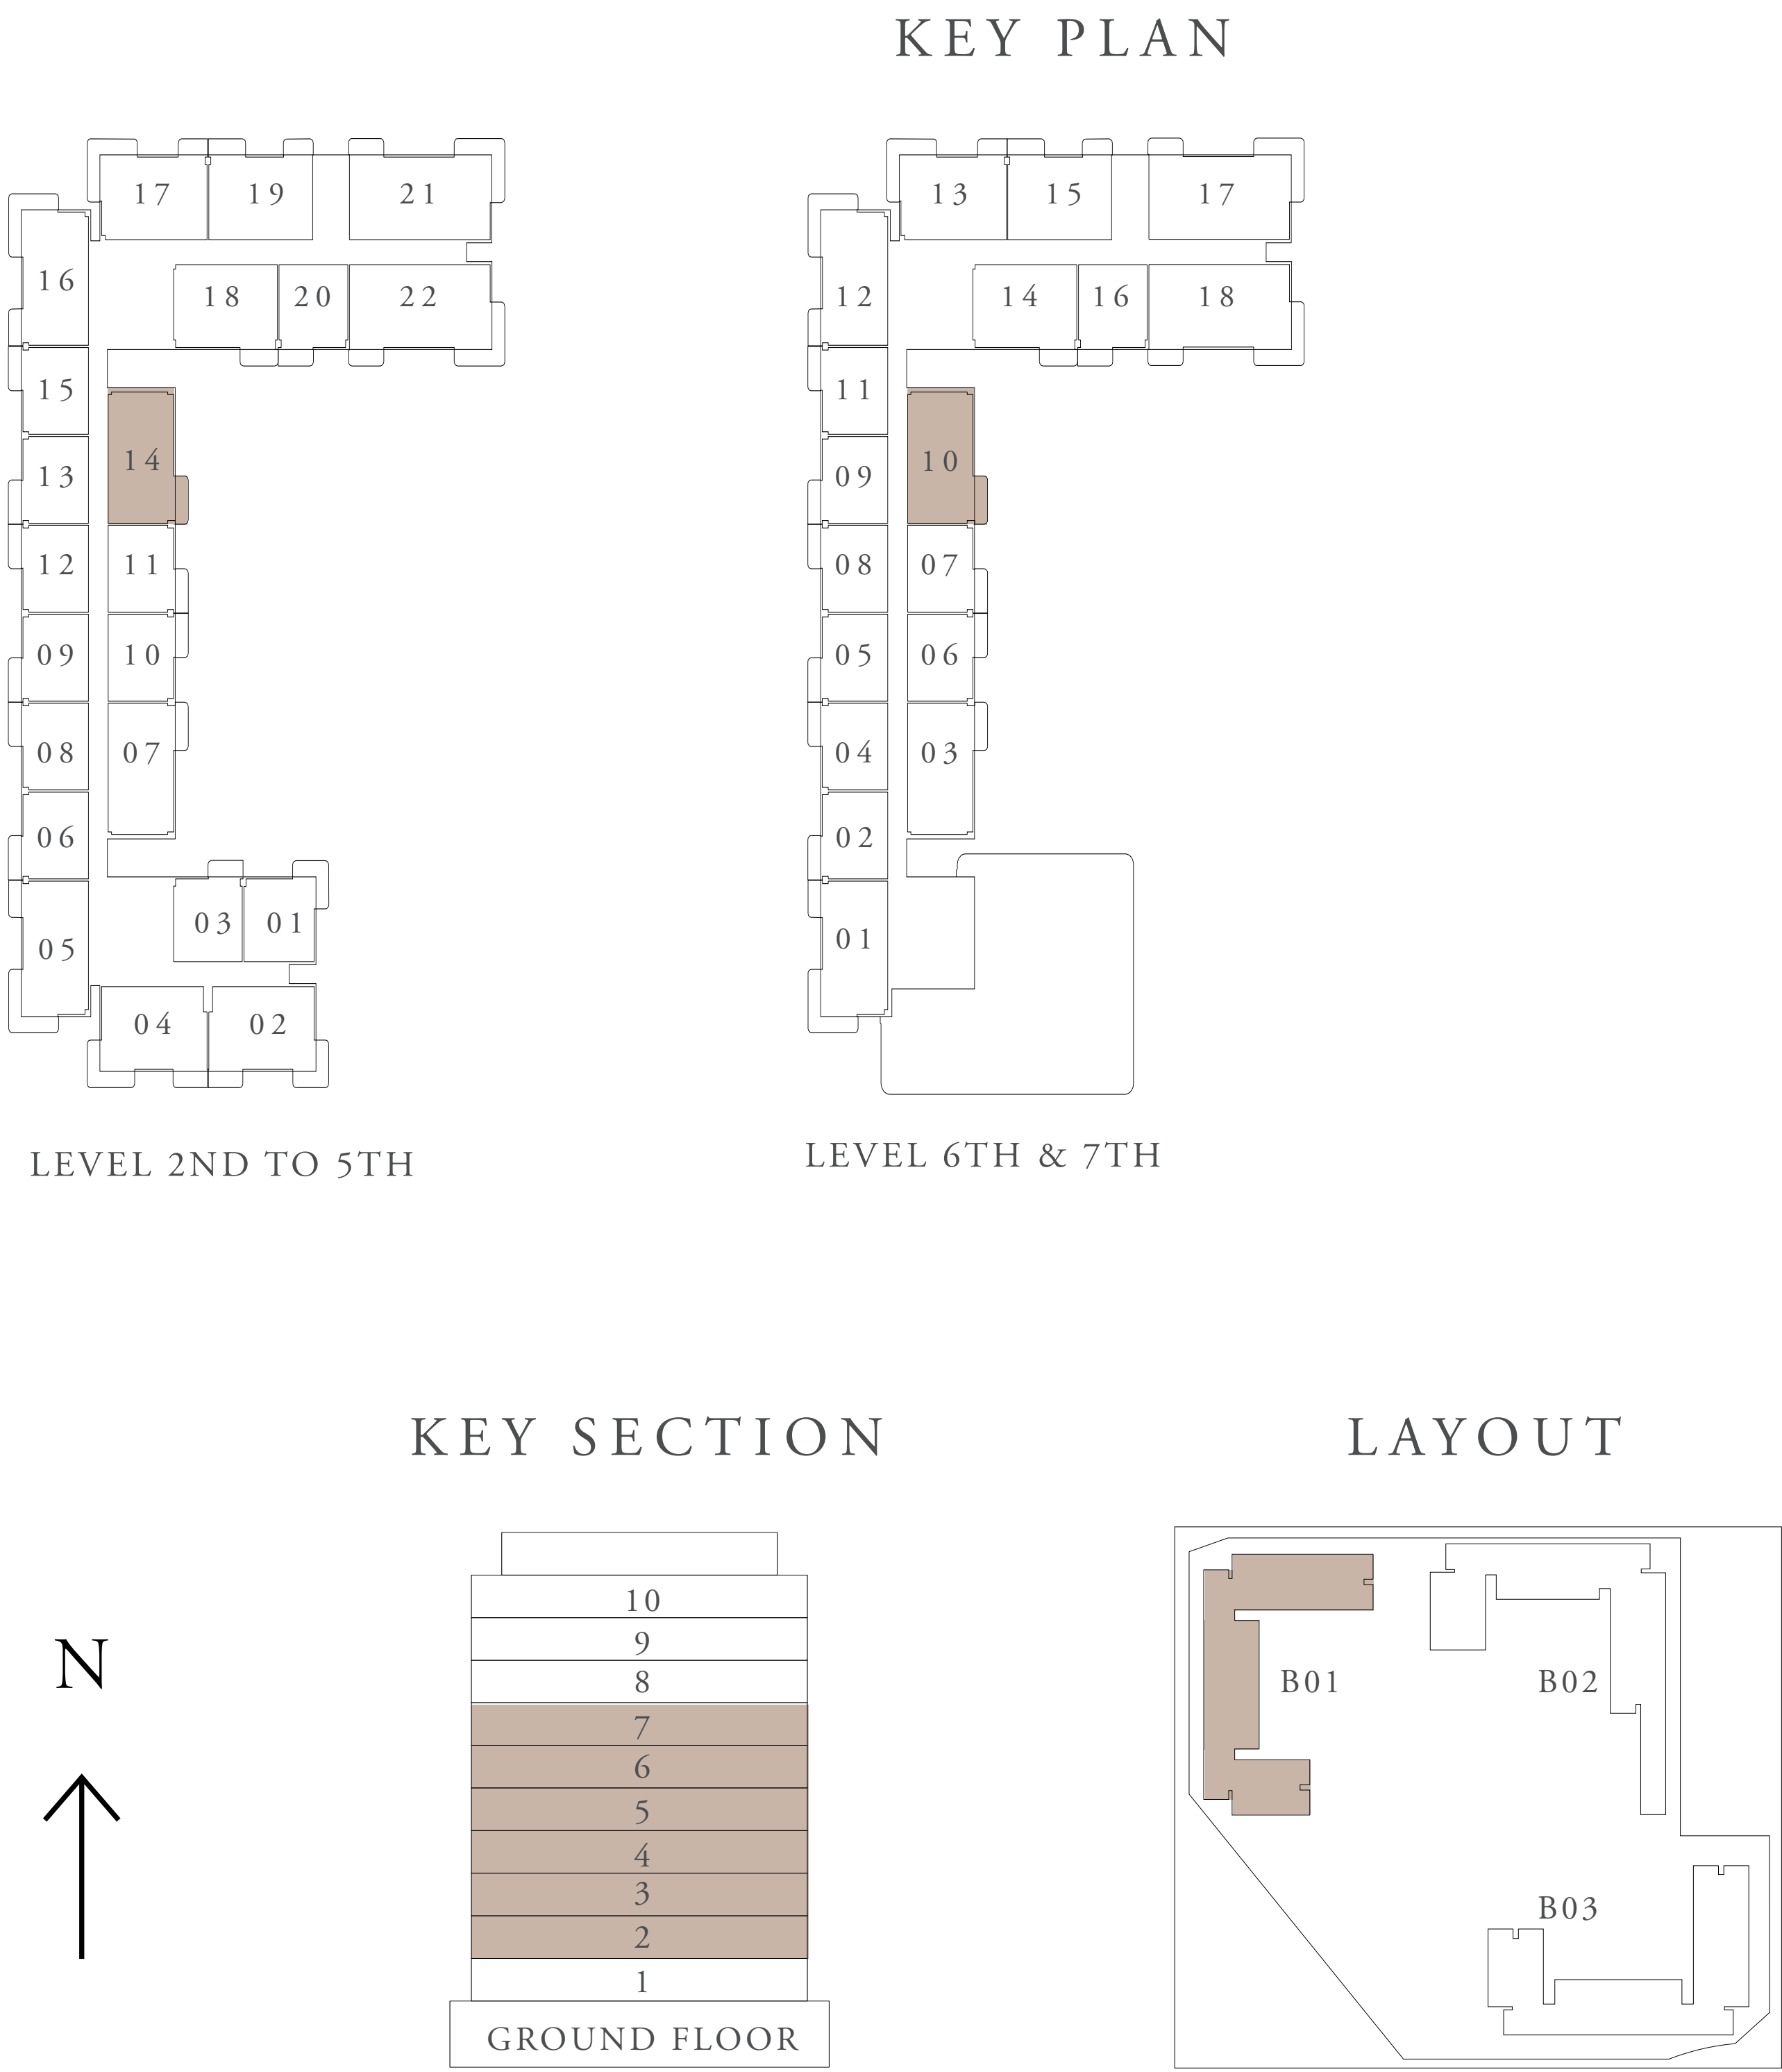 KEY PLAN
17 19 21
16
18 20 22
15
14
13
12 11
09 10
08 07
06
03 01
05
04 02
LEVEL 2ND TO 5TH
13 15 17
12
14 16 18
11
10
09
08 07
05 06
04 03
02
01
LEVEL 6TH & 7TH
KEY SECTION
10
9
8
7
6
5
4
3
2
1
GROUND FLOOR
N
LAYOUT
B01
B02
B03